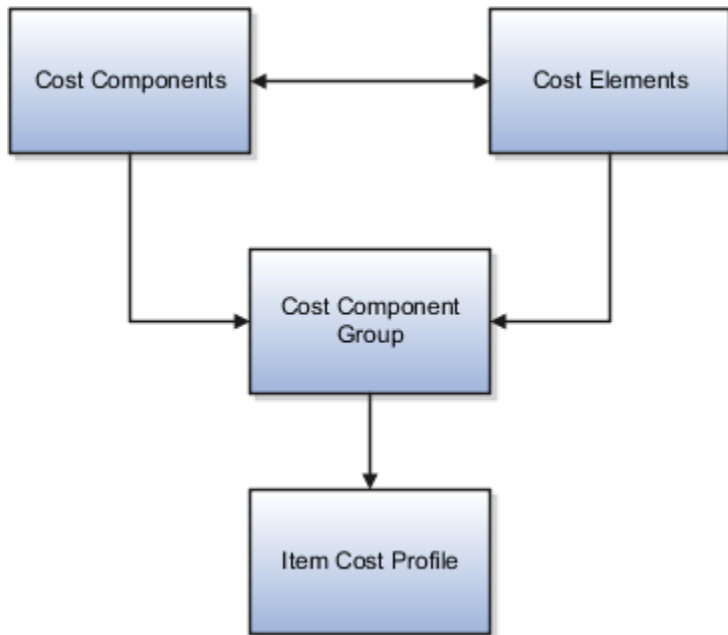 Cost Components
Cost Elements
Cost Component
Group
Item Cost Profile